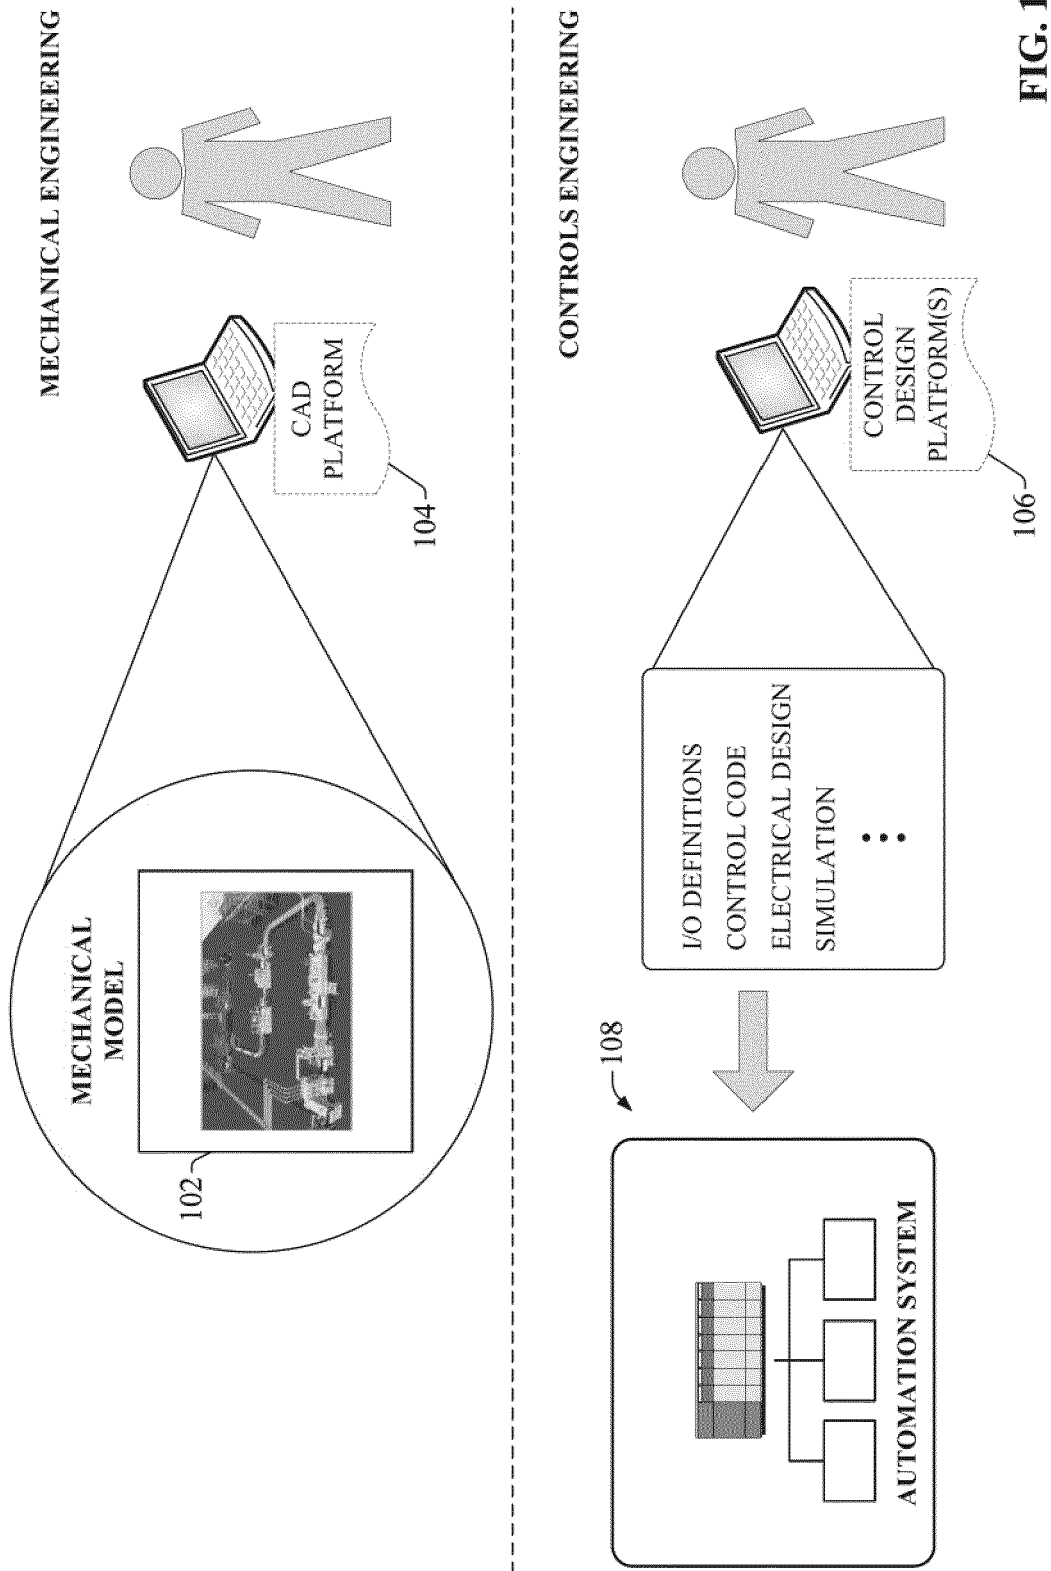 MECHANICAL ENGINEERING
MECHANICAL
MODEL
102
CAD
PLATFORM
104
CONTROLS ENGINEERING
108
I/O DEFINITIONS
CONTROL CODE
ELECTRICAL DESIGN
SIMULATION
CONTROL
DESIGN
PLATFORM(S)
106
AUTOMATION SYSTEM
FIG. 1